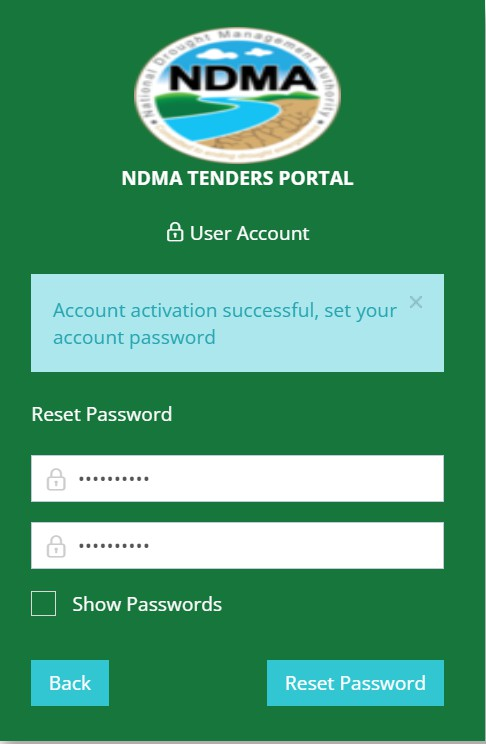 National Drought Management Authority
NDMA
NDMA TENDERS PORTAL
User Account
Account activation successful, set your
account password
×
Reset Password
••••••••••
••••••••••
Show Passwords
Back
Reset Password